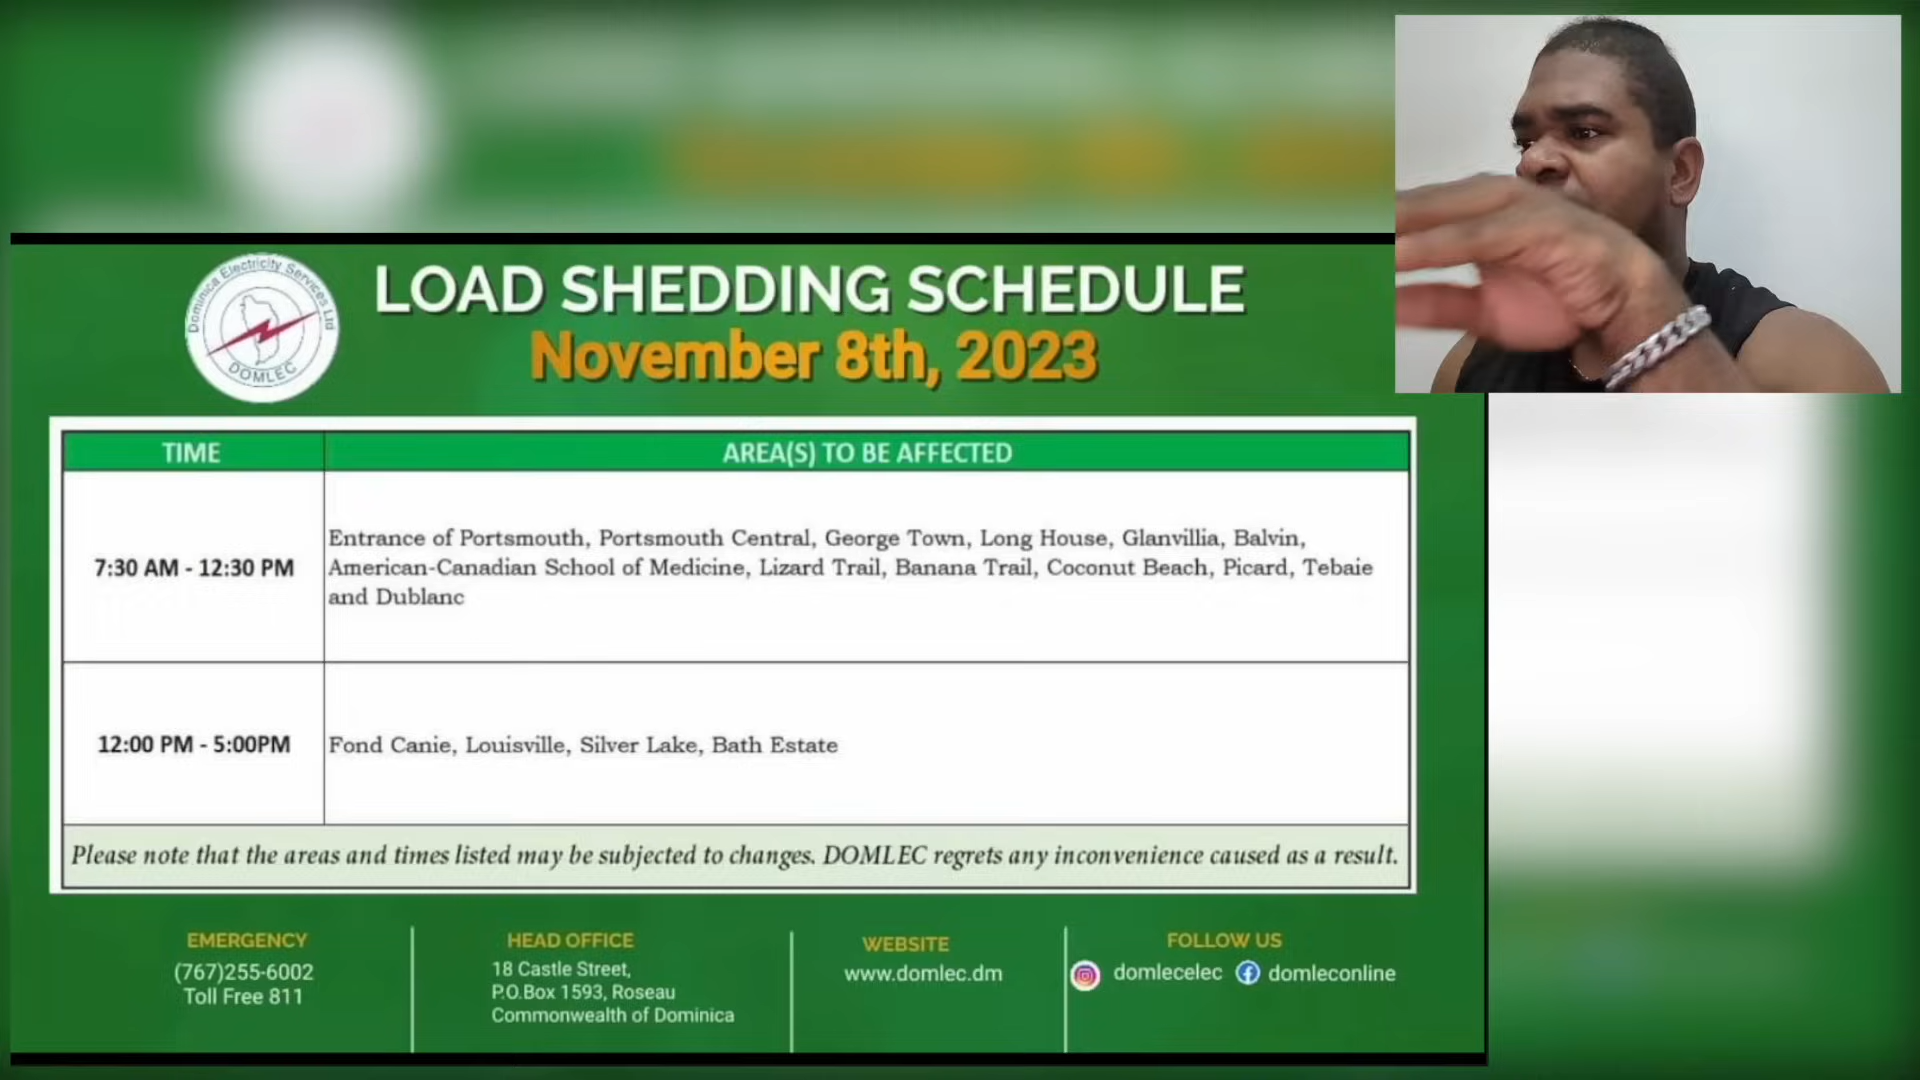 Dominica Electricity Services Ltd
DOMLEC
LOAD SHEDDING SCHEDULE
November 8th, 2023
TIME
AREA(S) TO BE AFFECTED
7:30 AM - 12:30 PM
Entrance of Portsmouth, Portsmouth Central, George Town, Long House, Glanvillia, Balvin,
American-Canadian School of Medicine, Lizard Trail, Banana Trail, Coconut Beach, Picard, Tebaie
and Dublanc
12:00 PM - 5:00PM
Fond Canie, Louisville, Silver Lake, Bath Estate
Please note that the areas and times listed may be subjected to changes. DOMLEC regrets any inconvenience caused as a result.
EMERGENCY
(767)255-6002
Toll Free 811
HEAD OFFICE
18 Castle Street,
P.O.Box 1593, Roseau
Commonwealth of Dominica
WEBSITE
www.domlec.dm
FOLLOW US
domlecelec
domleconline